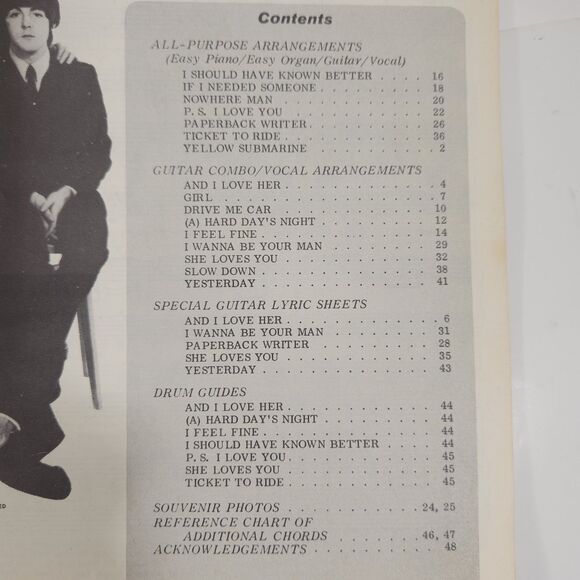 Contents
ALL-PURPOSE ARRANGEMENTS
(Easy Piano/Easy Organ/Guitar/Vocal)
I SHOULD HAVE KNOWN BETTER . . . . 16
IF I NEEDED SOMEONE . . . . . . . . . 18
NOWHERE MAN . . . . . . . . . . . . 20
P. S. I LOVE YOU . . . . . . . . . . . 22
PAPERBACK WRITER . . . . . . . . . . 26
TICKET TO RIDE . . . . . . . . . . . . 36
YELLOW SUBMARINE . . . . . . . . . . 2
GUITAR COMBO/VOCAL ARRANGEMENTS
AND I LOVE HER . . . . . . . . . . . . 4
GIRL . . . . . . . . . . . . . . . . . 7
DRIVE ME CAR . . . . . . . . . . . . 10
(A) HARD DAY'S NIGHT . . . . . . . . . 12
I FEEL FINE . . . . . . . . . . . . . . 14
I WANNA BE YOUR MAN . . . . . . . . 29
SHE LOVES YOU . . . . . . . . . . . . 32
SLOW DOWN . . . . . . . . . . . . . 38
YESTERDAY . . . . . . . . . . . . . . 41
SPECIAL GUITAR LYRIC SHEETS
AND I LOVE HER . . . . . . . . . . . . 6
I WANNA BE YOUR MAN . . . . . . . . 31
PAPERBACK WRITER . . . . . . . . . 28
SHE LOVES YOU . . . . . . . . . . . . 35
YESTERDAY . . . . . . . . . . . . . . 43
DRUM GUIDES
AND I LOVE HER . . . . . . . . . . . . 44
(A) HARD DAY'S NIGHT . . . . . . . . . 44
I FEEL FINE . . . . . . . . . . . . . . 44
I SHOULD HAVE KNOWN BETTER . . . . 44
P. S. I LOVE YOU . . . . . . . . . . . 45
SHE LOVES YOU . . . . . . . . . . . . 45
TICKET TO RIDE . . . . . . . . . . . . 45
SOUVENIR PHOTOS . . . . . . . . . . . 24, 25
REFERENCE CHART OF
ADDITIONAL CHORDS . . . . . . . 46, 47
ACKNOWLEDGEMENTS . . . . . . . . . . 48